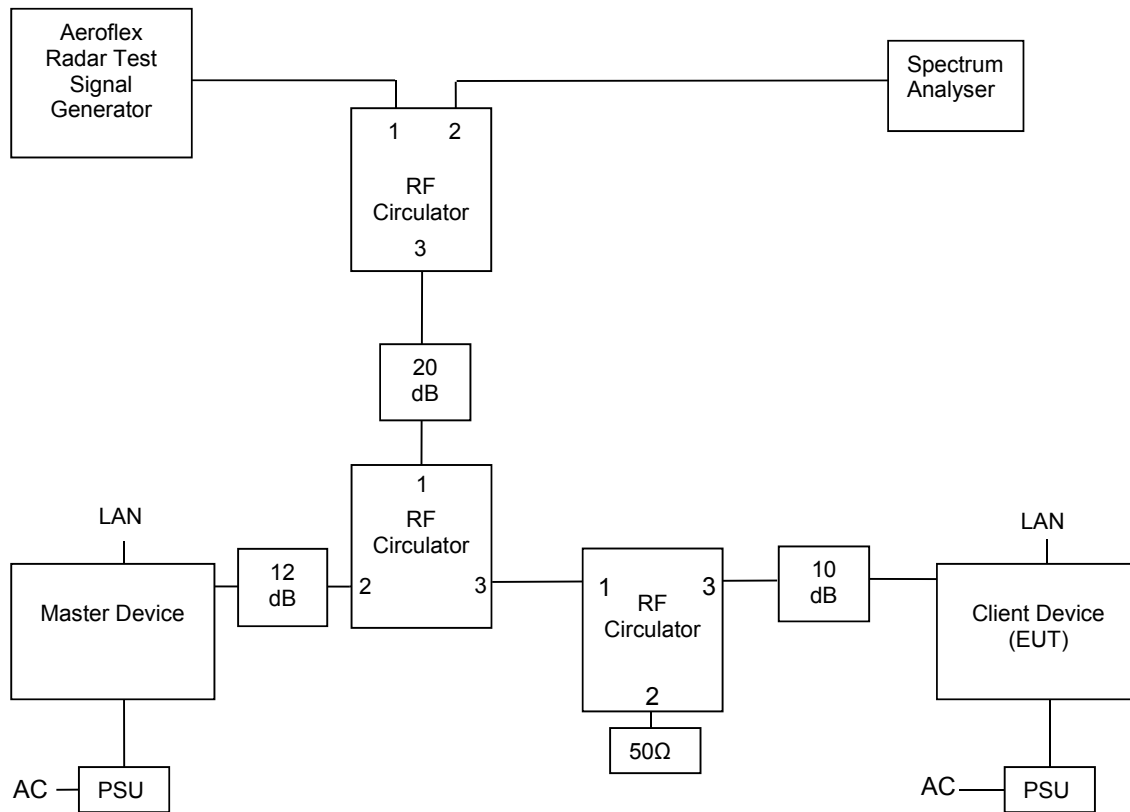 Aeroflex
Radar Test
Signal
Generator
Spectrum
Analyser
1 2
RF
Circulator
3
20
dB
1
RF
Circulator
2 3
LAN
12
dB
Master Device
1 3
RF
Circulator
2
50Ω
10
dB
LAN
Client Device
(EUT)
AC
PSU
AC
PSU